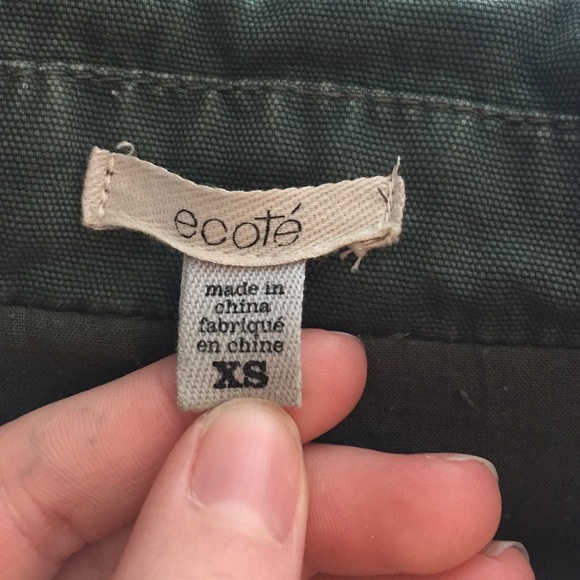 ecoté
made in
china
fabriqué
en chine
XS